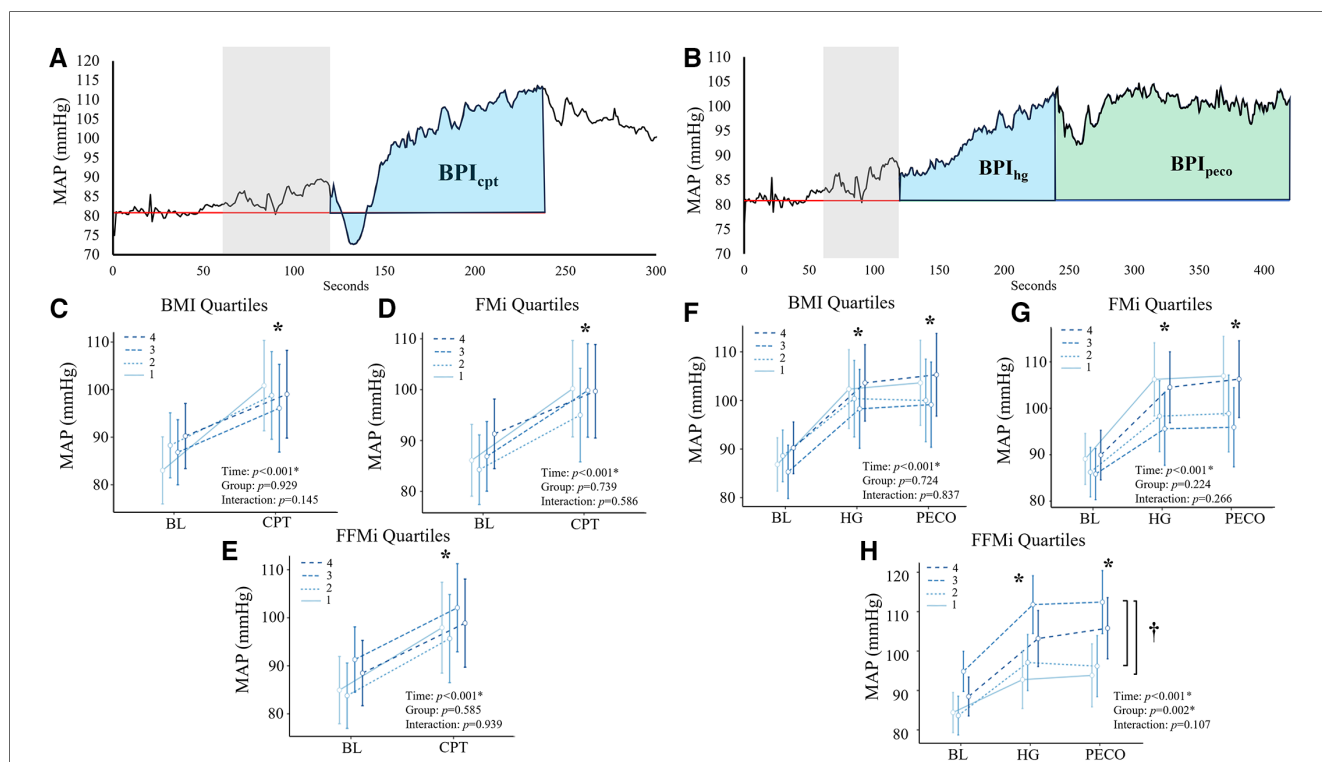 A
MAP (mmHg)
120
115
110
105
100
95
90
85
80
75
70
BPIcpt
0
50
100
150
200
250
300
Seconds
B
MAP (mmHg)
110
105
100
95
90
85
80
75
70
BPIhg
BPIpeco
0
50
100
150
200
250
300
350
400
Seconds
C
BMI Quartiles
MAP (mmHg)
110
100
90
80
4
3
2
1
*
Time: p<0.001*
Group: p=0.929
Interaction: p=0.145
BL
CPT
D
FMi Quartiles
MAP (mmHg)
110
100
90
80
4
3
2
1
*
Time: p<0.001*
Group: p=0.739
Interaction: p=0.586
BL
CPT
E
FFMi Quartiles
MAP (mmHg)
110
100
90
80
4
3
2
1
*
Time: p<0.001*
Group: p=0.585
Interaction: p=0.939
BL
CPT
F
BMI Quartiles
MAP (mmHg)
110
100
90
80
4
3
2
1
*
*
Time: p<0.001*
Group: p=0.724
Interaction: p=0.837
BL
HG
PECO
G
FMi Quartiles
MAP (mmHg)
110
100
90
80
4
3
2
1
*
*
Time: p<0.001*
Group: p=0.224
Interaction: p=0.266
BL
HG
PECO
H
FFMi Quartiles
MAP (mmHg)
120
110
100
90
80
4
3
2
1
*
*
†
Time: p<0.001*
Group: p=0.002*
Interaction: p=0.107
BL
HG
PECO